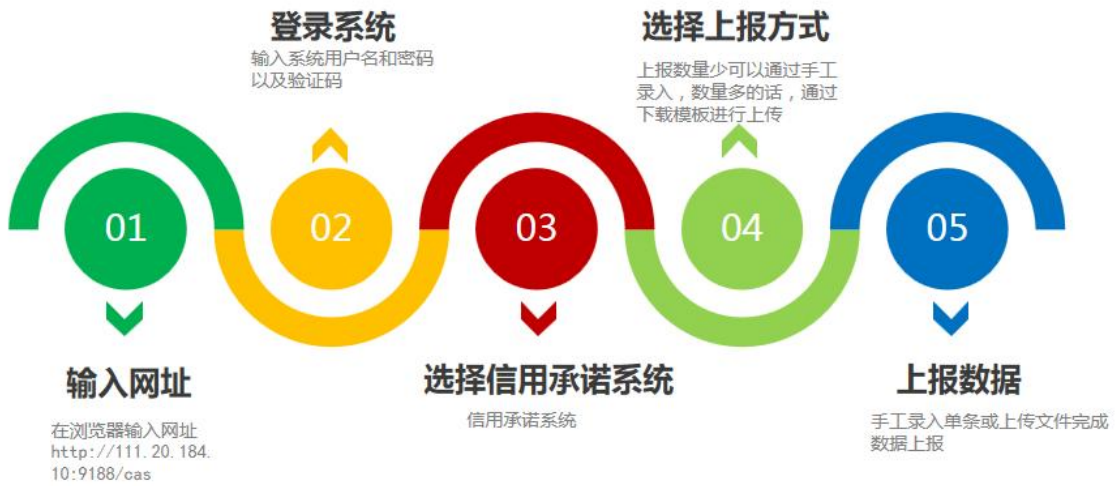 登录系统
输入系统用户名和密码
以及验证码
选择上报方式
上报数量少可以通过手工
录入，数量多的话，通过
下载模板进行上传
01
02
03
04
05
输入网址
在浏览器输入网址
http://111.20.184.
10:9188/cas
选择信用承诺系统
信用承诺系统
上报数据
手工录入单条或上传文件完成
数据上报